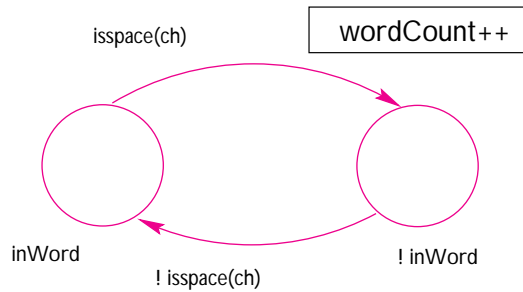 wordCount++
isspace(ch)
inWord
! inWord
! isspace(ch)